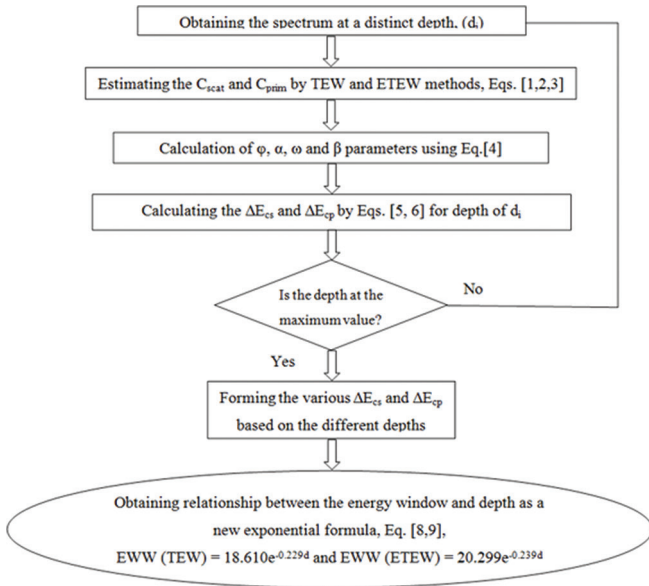 Obtaining the spectrum at a distinct depth, (dᵢ)
Estimating the C_scat and C_prim by TEW and ETEW methods, Eqs. [1,2,3]
Calculation of φ, α, ω and β parameters using Eq.[4]
Calculating the ΔE_cs and ΔE_cp by Eqs. [5, 6] for depth of dᵢ
Is the depth at the
maximum value?
No
Yes
Forming the various ΔE_cs and ΔE_cp
based on the different depths
Obtaining relationship between the energy window and depth as a
new exponential formula, Eq. [8,9],
EWW (TEW) = 18.610e^-0.229d and EWW (ETEW) = 20.299e^-0.239d